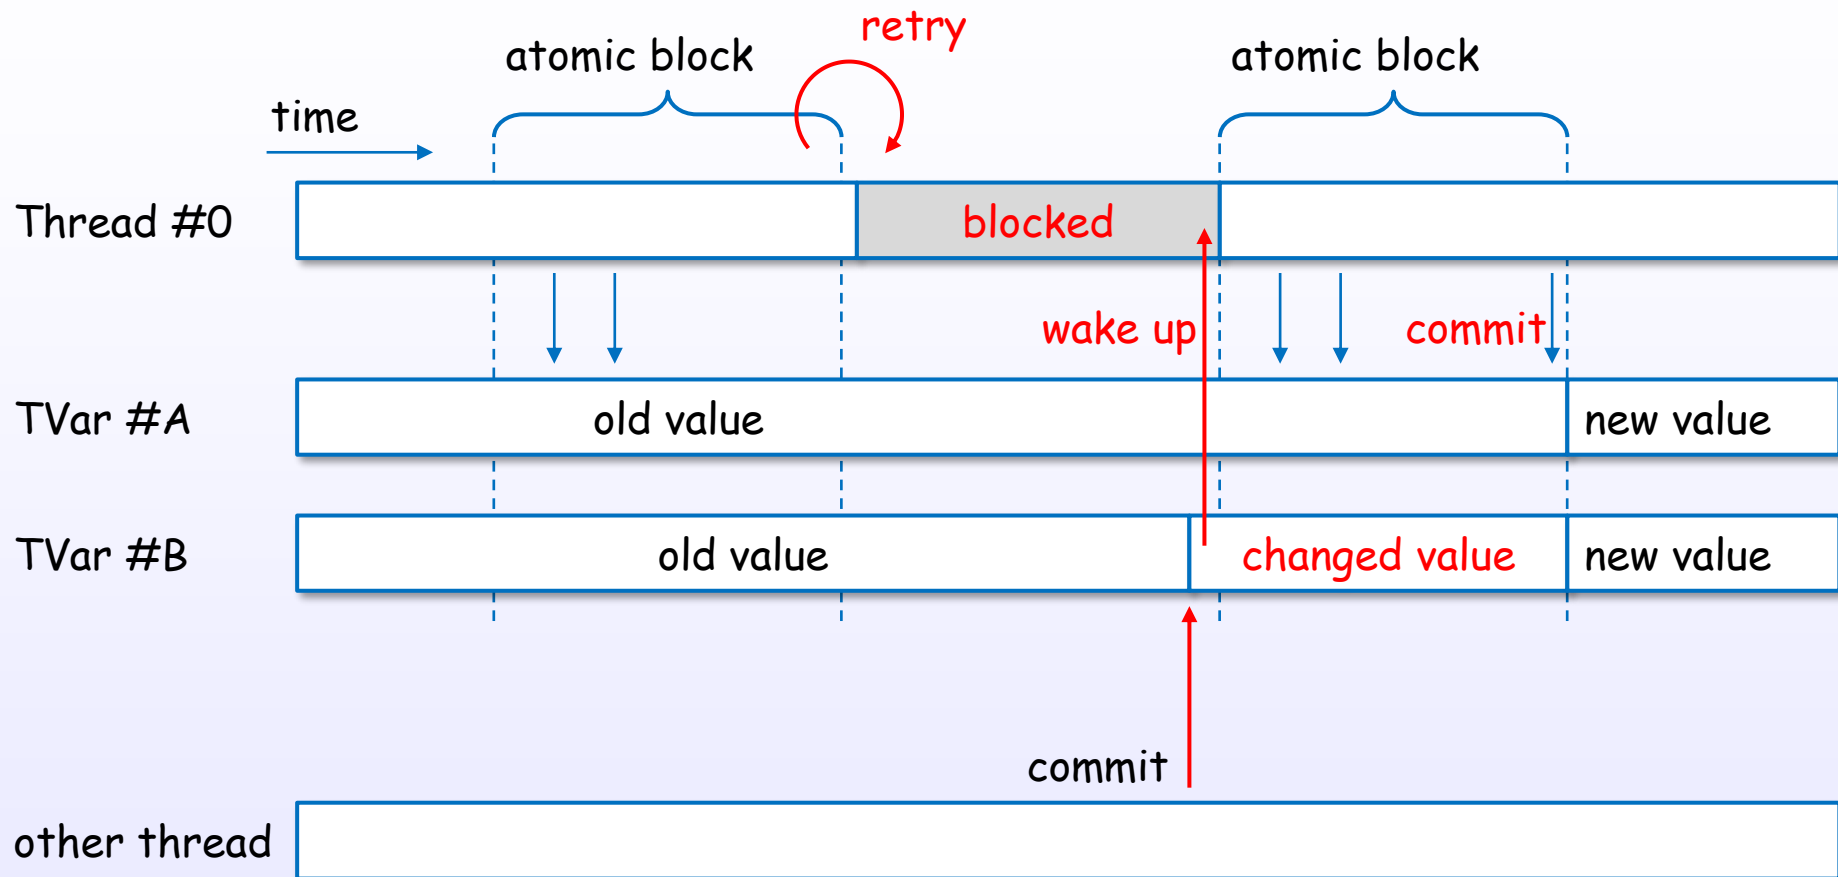 retry
atomic block
atomic block
time
Thread #0
blocked
wake up
commit
TVar #A
old value
new value
TVar #B
old value
changed value
new value
commit
other thread